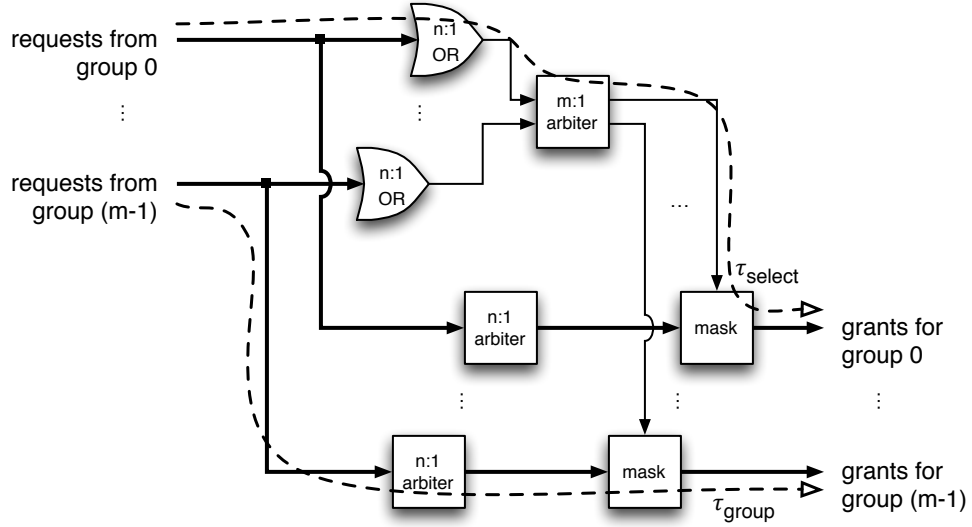 requests from
group 0
⋮
requests from
group (m-1)
n:1
OR
⋮
n:1
OR
m:1
arbiter
...
τselect
n:1
arbiter
mask
grants for
group 0
⋮
⋮
⋮
n:1
arbiter
mask
τgroup
grants for
group (m-1)